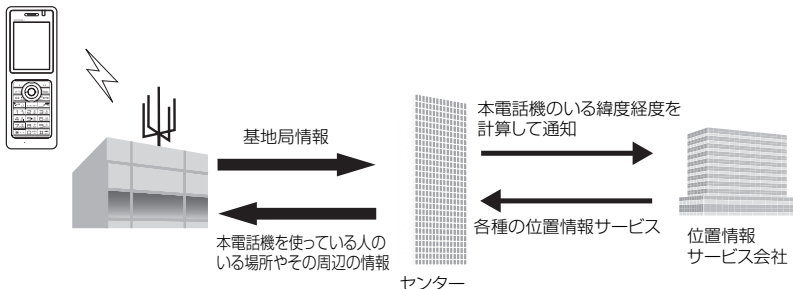 基地局情報
本電話機を使っている人の
いる場所やその周辺の情報
センター
本電話機のいる緯度経度を
計算して通知
各種の位置情報サービス
位置情報
サービス会社